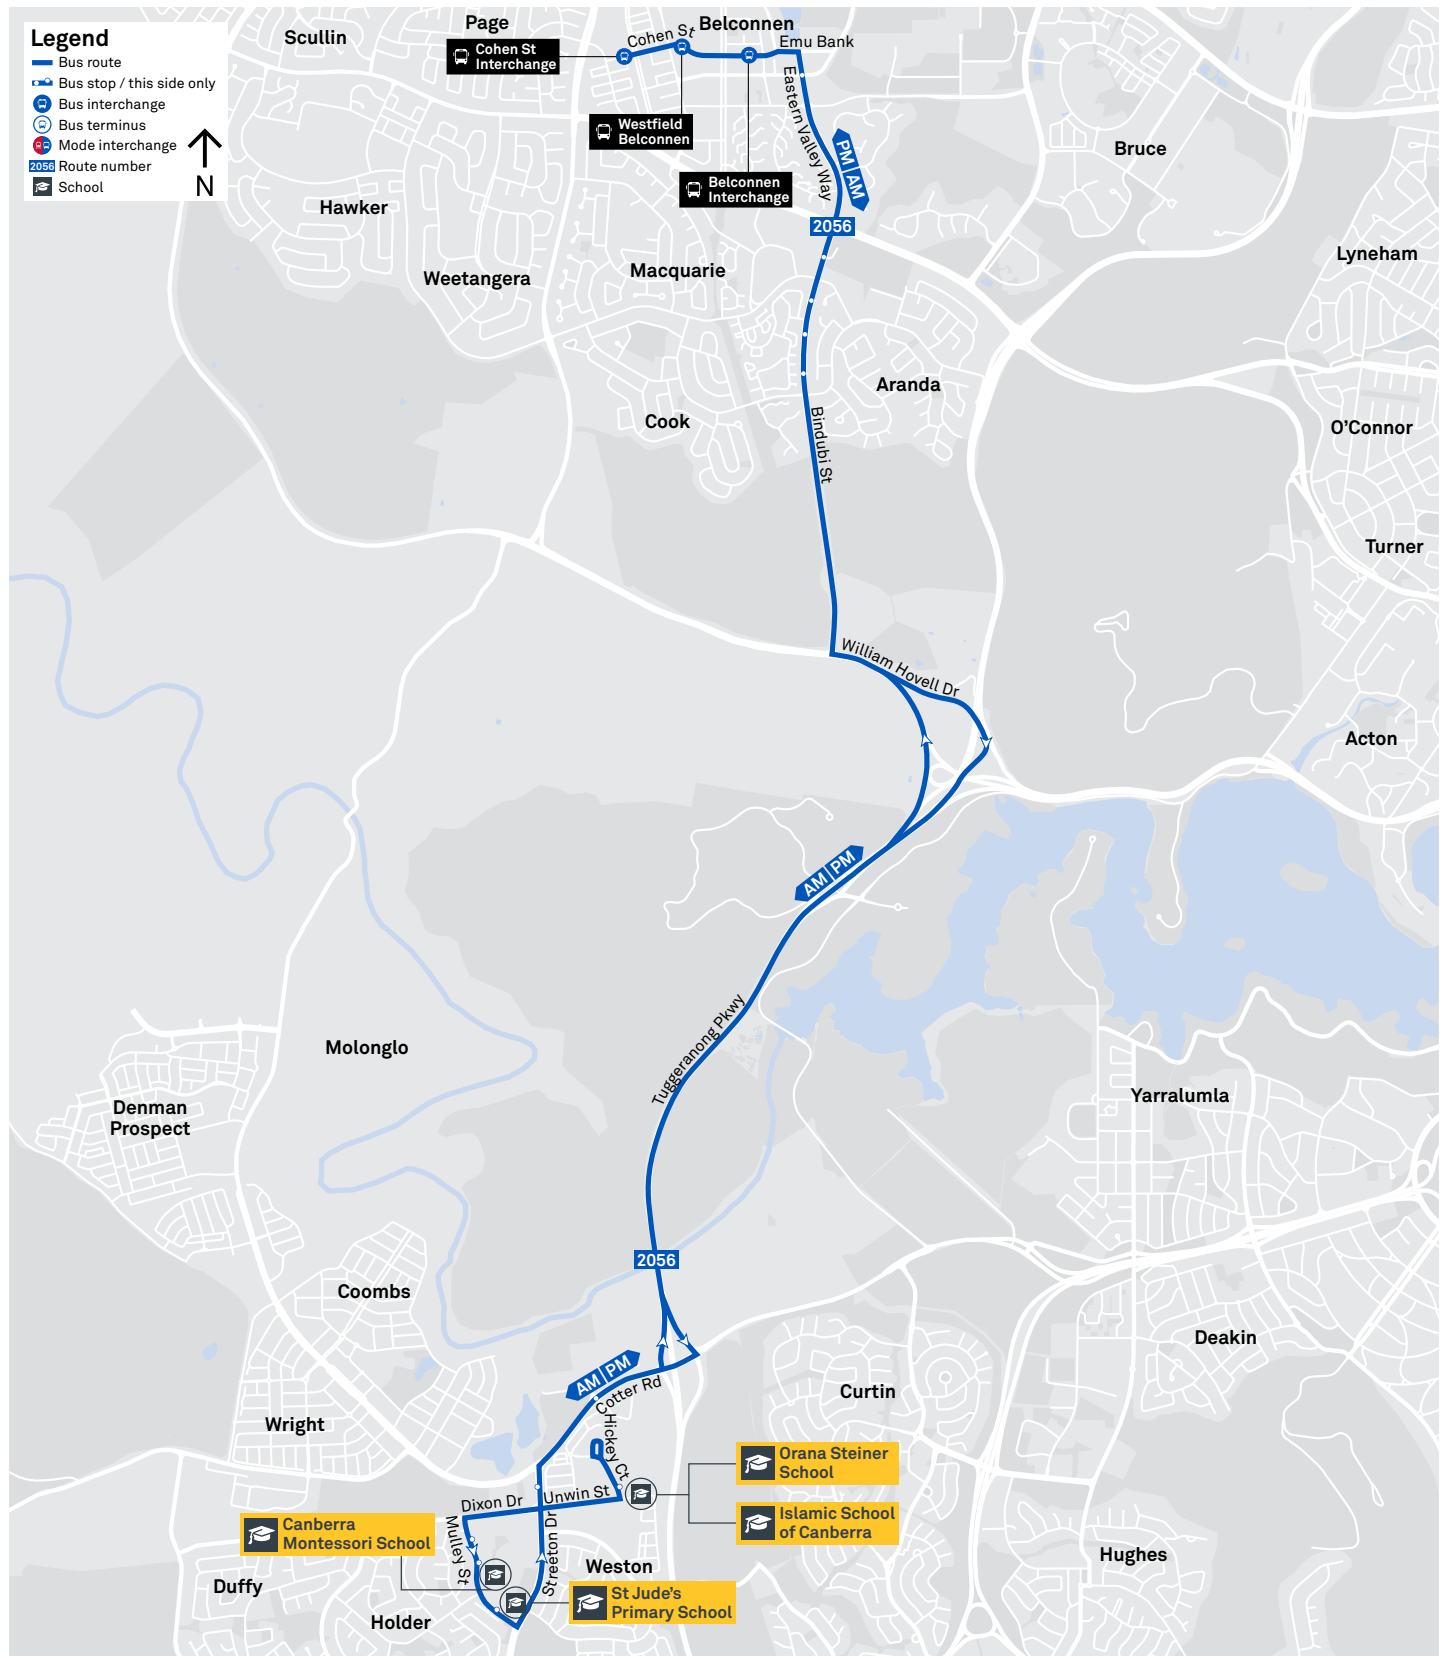 Legend
Bus route
Bus stop / this side only
Bus interchange
Bus terminus
Mode interchange
2056 Route number
School
N
Scullin
Page
Belconnen
Cohen St
Interchange
Cohen St
Emu Bank
Westfield
Belconnen
Belconnen
Interchange
Eastern Valley Way
PM | AM
Bruce
Hawker
2056
Lyneham
Weetangera
Macquarie
Aranda
Cook
O'Connor
Bindubi St
Turner
William Hovell Dr
Acton
AM | PM
Tuggeranong Pkwy
Molonglo
Denman
Prospect
Yarralumla
2056
Coombs
Deakin
AM | PM
Cotter Rd
Curtin
Wright
Hickey Ct
Orana Steiner
School
Dixon Dr
Unwin St
Islamic School
of Canberra
Canberra
Montessori School
Mulley St
Streeton Dr
Weston
Hughes
Duffy
St Jude's
Primary School
Holder